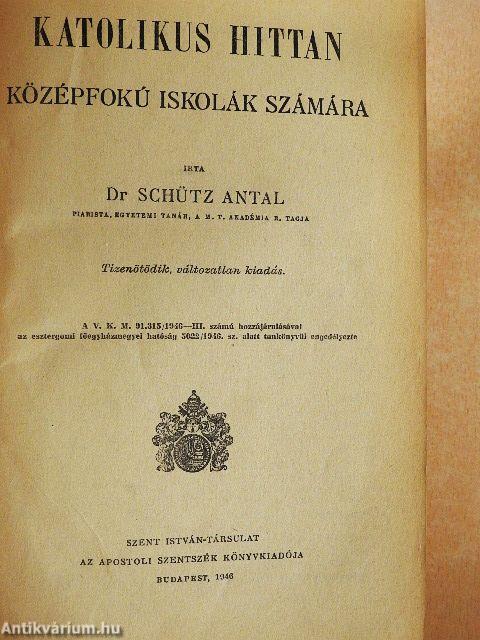 KATOLIKUS HITTAN
KÖZÉPFOKÚ ISKOLÁK SZÁMÁRA
IRTA
Dr SCHÜTZ ANTAL
PIARISTA, EGYETEMI TANÁR, A M. T. AKADÉMIA R. TAGJA
Tizenötödik, változatlan kiadás.
A V. K. M. 91.315/1946—III. számú hozzájárulásával
az esztergomi főegyházmegyei hatóság 5022/1946. sz. alatt tankönyvül engedélyezte
SZENT ISTVÁN-TÁRSULAT
AZ APOSTOLI SZENTSZÉK KÖNYVKIADÓJA
BUDAPEST, 1946
Antikvárium.hu